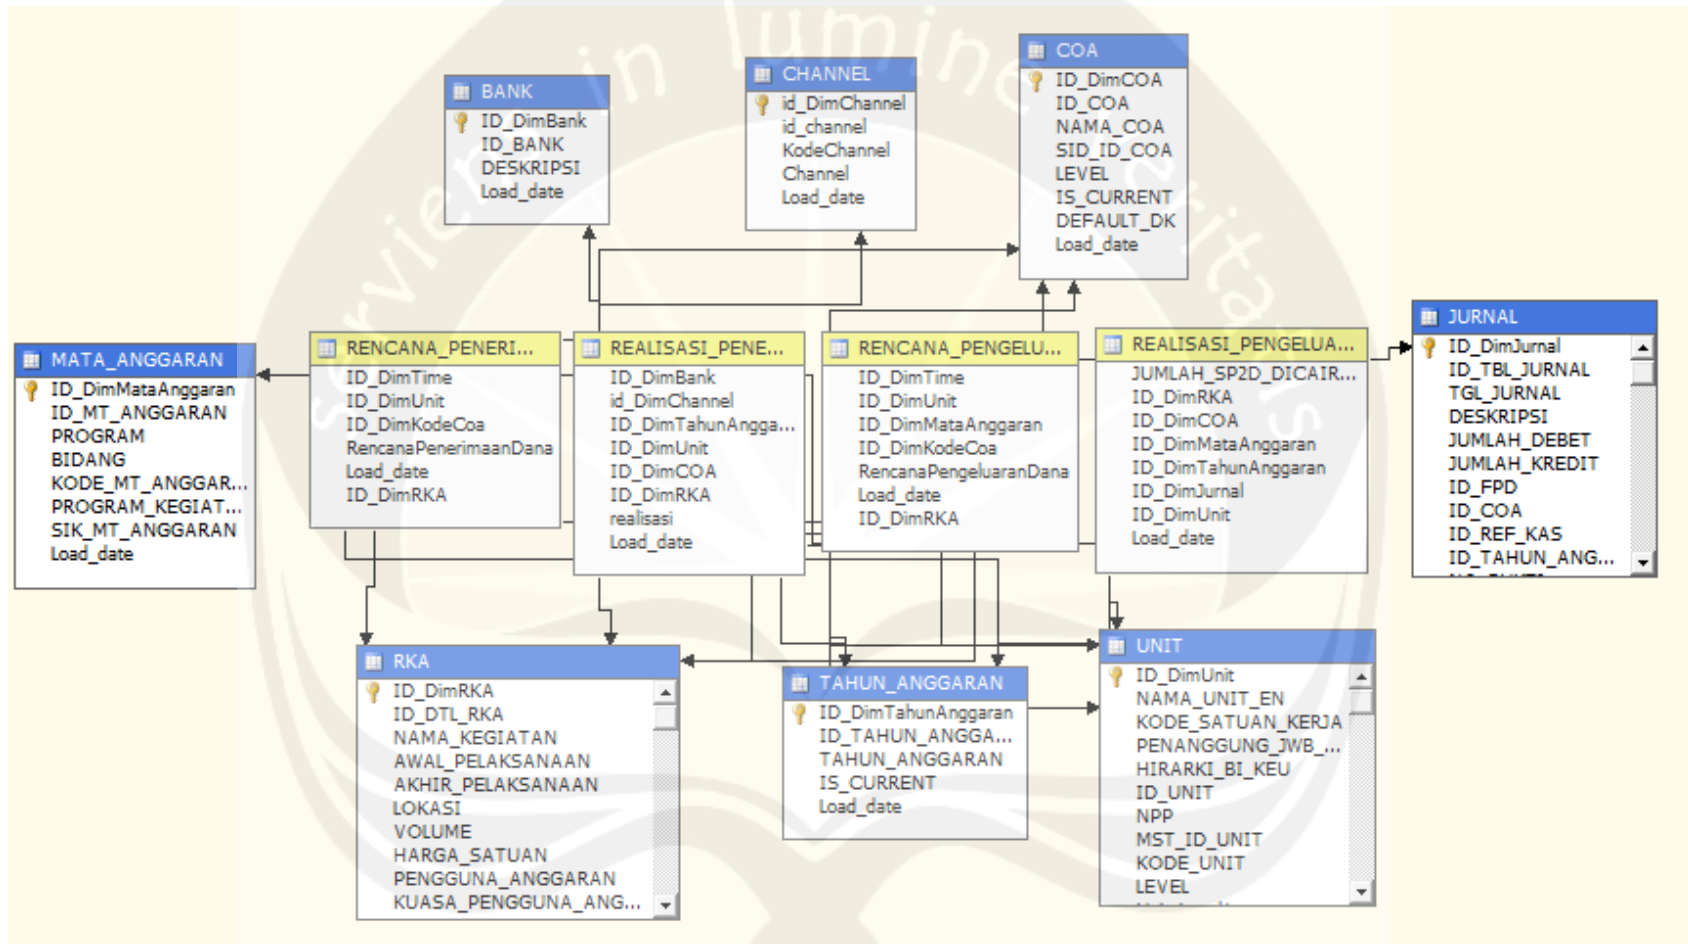 serviens in lumine veritatis
BANK
ID_DimBank
ID_BANK
DESKRIPSI
Load_date
CHANNEL
id_DimChannel
id_channel
KodeChannel
Channel
Load_date
COA
ID_DimCOA
ID_COA
NAMA_COA
SID_ID_COA
LEVEL
IS_CURRENT
DEFAULT_DK
Load_date
MATA_ANGGARAN
ID_DimMataAnggaran
ID_MT_ANGGARAN
PROGRAM
BIDANG
KODE_MT_ANGGAR...
PROGRAM_KEGIAT...
SIK_MT_ANGGARAN
Load_date
RENCANA_PENERI...
ID_DimTime
ID_DimUnit
ID_DimKodeCoa
RencanaPenerimaanDana
Load_date
ID_DimRKA
REALISASI_PENE...
ID_DimBank
id_DimChannel
ID_DimTahunAngga...
ID_DimUnit
ID_DimCOA
ID_DimRKA
realisasi
Load_date
RENCANA_PENGELU...
ID_DimTime
ID_DimUnit
ID_DimMataAnggaran
ID_DimKodeCoa
RencanaPengeluaranDana
Load_date
ID_DimRKA
REALISASI_PENGELUA...
JUMLAH_SP2D_DICAIR...
ID_DimRKA
ID_DimCOA
ID_DimMataAnggaran
ID_DimTahunAnggaran
ID_DimJurnal
ID_DimUnit
Load_date
JURNAL
ID_DimJurnal
ID_TBL_JURNAL
TGL_JURNAL
DESKRIPSI
JUMLAH_DEBET
JUMLAH_KREDIT
ID_FPD
ID_COA
ID_REF_KAS
ID_TAHUN_ANG...
RKA
ID_DimRKA
ID_DTL_RKA
NAMA_KEGIATAN
AWAL_PELAKSANAAN
AKHIR_PELAKSANAAN
LOKASI
VOLUME
HARGA_SATUAN
PENGGUNA_ANGGARAN
KUASA_PENGGUNA_ANG...
TAHUN_ANGGARAN
ID_DimTahunAnggaran
ID_TAHUN_ANGGA...
TAHUN_ANGGARAN
IS_CURRENT
Load_date
UNIT
ID_DimUnit
NAMA_UNIT_EN
KODE_SATUAN_KERJA
PENANGGUNG_JWB_...
HIRARKI_BI_KEU
ID_UNIT
NPP
MST_ID_UNIT
KODE_UNIT
LEVEL